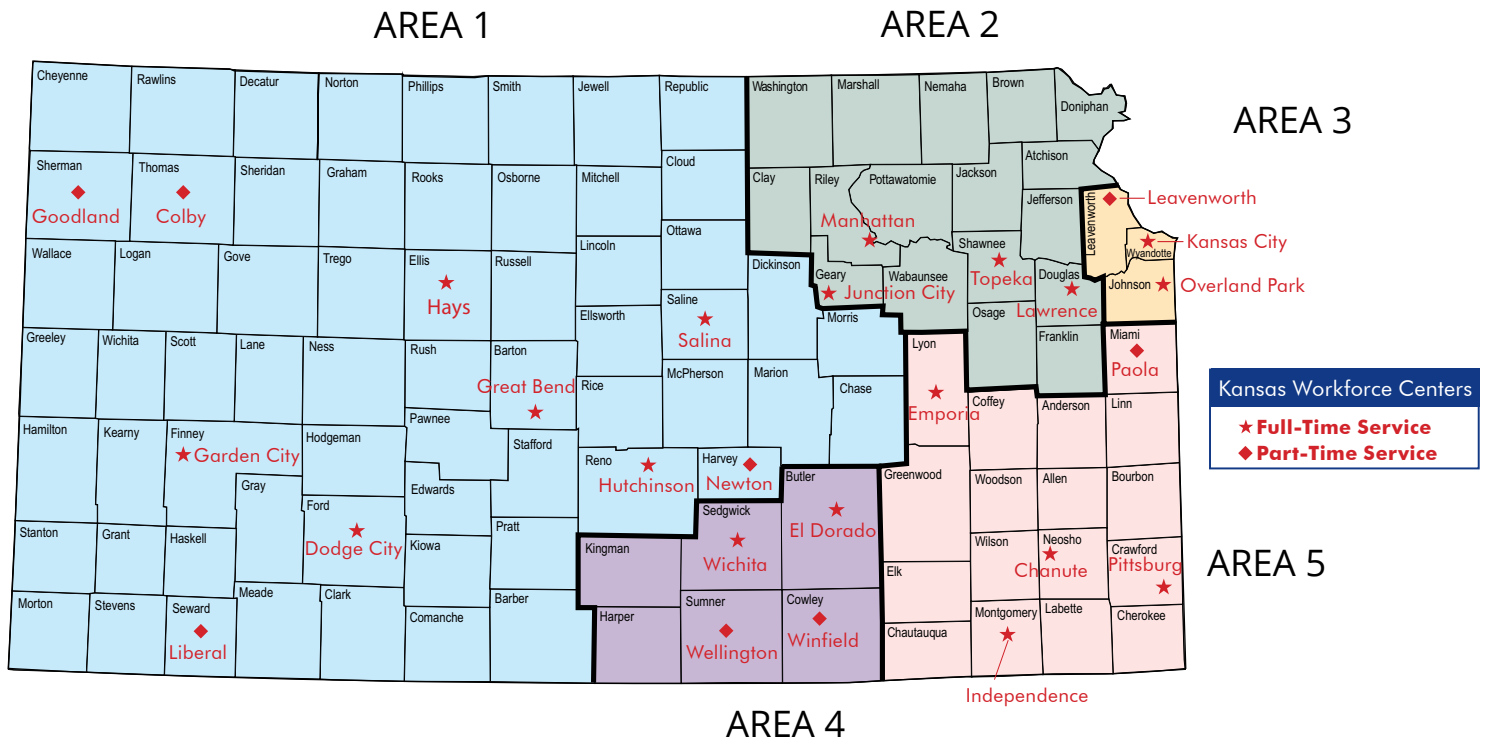 AREA 1
AREA 2
Cheyenne
Rawlins
Decatur
Norton
Phillips
Smith
Jewell
Republic
Washington
Marshall
Nemaha
Brown
Doniphan
AREA 3
Sherman
Goodland
Thomas
Colby
Sheridan
Graham
Rooks
Osborne
Mitchell
Cloud
Clay
Riley
Manhattan
Pottawatomie
Jackson
Atchison
Jefferson
Leavenworth
Leavenworth
Wyandotte
Kansas City
Johnson
Overland Park
Wallace
Logan
Gove
Trego
Ellis
Hays
Russell
Lincoln
Ottawa
Dickinson
Geary
Junction City
Wabaunsee
Shawnee
Topeka
Douglas
Lawrence
Ellsworth
Saline
Salina
Morris
Osage
Franklin
Miami
Paola
Greeley
Wichita
Scott
Lane
Ness
Rush
Barton
Great Bend
Rice
McPherson
Marion
Chase
Lyon
Emporia
Coffey
Anderson
Linn
Kansas Workforce Centers
Full-Time Service
Part-Time Service
Hamilton
Kearny
Finney
Garden City
Hodgeman
Pawnee
Stafford
Reno
Hutchinson
Harvey
Newton
Butler
El Dorado
Greenwood
Woodson
Allen
Bourbon
Gray
Ford
Dodge City
Edwards
Pratt
Kingman
Sedgwick
Wichita
Stanton
Grant
Haskell
Kiowa
Elk
Wilson
Neosho
Chanute
Crawford
Pittsburg
AREA 5
Morton
Stevens
Seward
Liberal
Meade
Clark
Comanche
Barber
Harper
Sumner
Wellington
Cowley
Winfield
Chautauqua
Montgomery
Independence
Labette
Cherokee
AREA 4